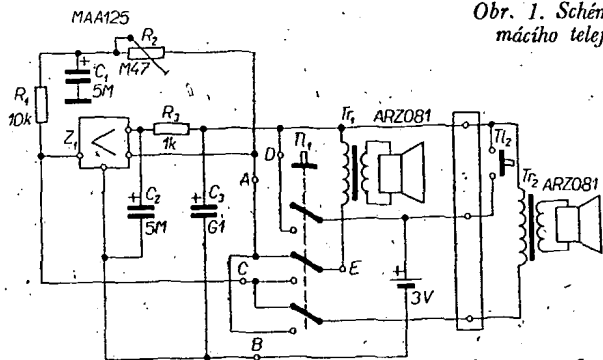 Obr. 1. Schém
mácího telef
MAA125
R₂
M47
C₁
5M
R₁
10k
Z₁
R₃
1k
Tr₁
ARZ081
Tl₁
D
A
Tl₂
Tr₂
ARZ081
C₂
5M
C₃
G1
C
E
3V
B